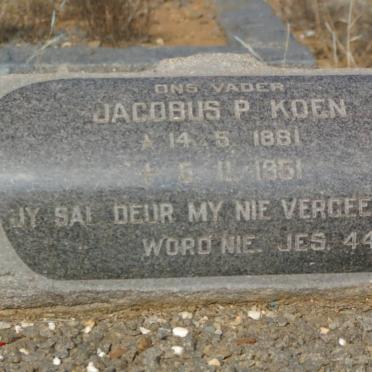 ONS VADER
JACOBUS P. KOEN
* 14. 5. 1881
+ 5. 11. 1951
JY SAL DEUR MY NIE VERGEE
WORD NIE. JES. 44